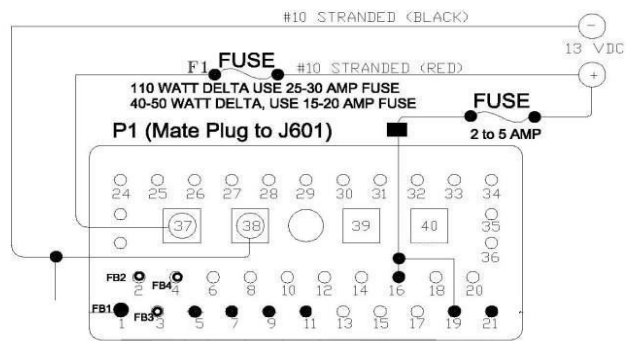 #10 STRANDED (BLACK)
−
13 VDC
F1 FUSE #10 STRANDED (RED)
+
110 WATT DELTA USE 25-30 AMP FUSE
40-50 WATT DELTA, USE 15-20 AMP FUSE
FUSE
2 to 5 AMP
P1 (Mate Plug to J601)
24 25 26 27 28 29 30 31 32 33 34
37 38 39 40 35
36
FB2 FB4
2 4 6 8 10 12 14 16 18 20
FB1 FB3
1 3 5 7 9 11 13 15 17 19 21